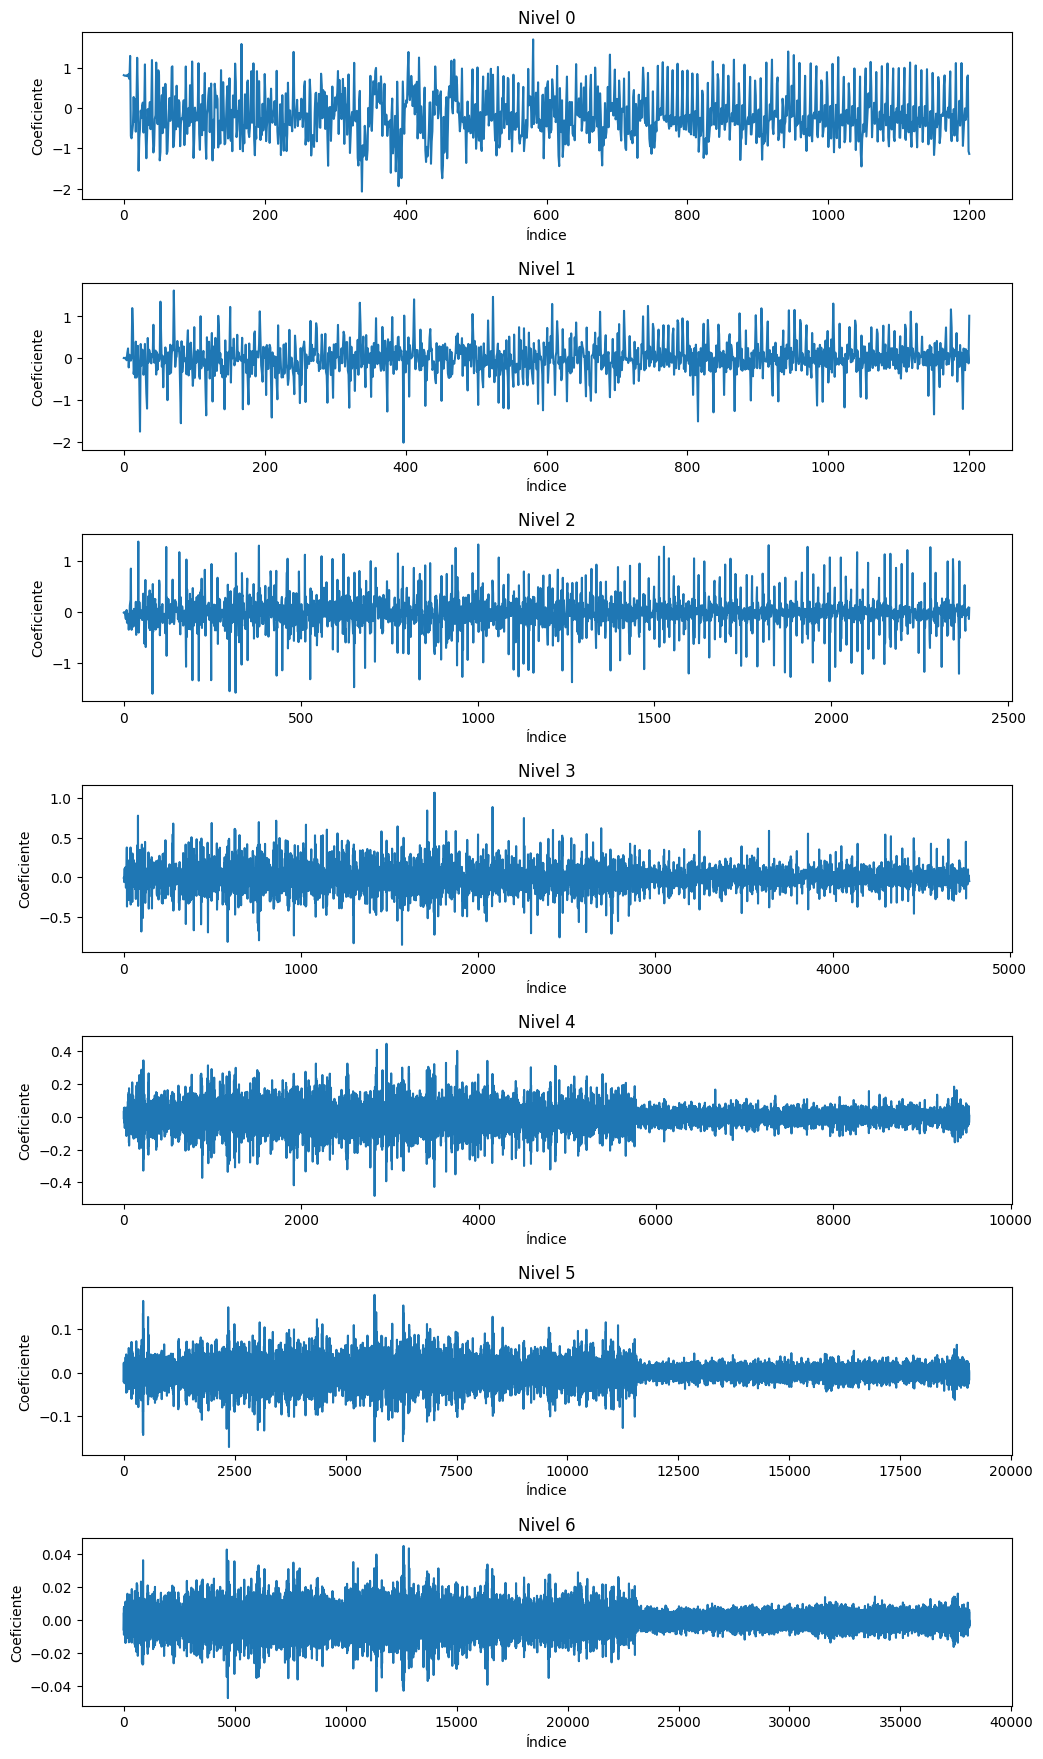 Nivel 0
Coeficiente
1
0
−1
−2
0 200 400 600 800 1000 1200
Índice
Nivel 1
Coeficiente
1
0
−1
−2
0 200 400 600 800 1000 1200
Índice
Nivel 2
Coeficiente
1
0
−1
0 500 1000 1500 2000 2500
Índice
Nivel 3
Coeficiente
1.0
0.5
0.0
−0.5
0 1000 2000 3000 4000 5000
Índice
Nivel 4
Coeficiente
0.4
0.2
0.0
−0.2
−0.4
0 2000 4000 6000 8000 10000
Índice
Nivel 5
Coeficiente
0.1
0.0
−0.1
0 2500 5000 7500 10000 12500 15000 17500 20000
Índice
Nivel 6
Coeficiente
0.04
0.02
0.00
−0.02
−0.04
0 5000 10000 15000 20000 25000 30000 35000 40000
Índice